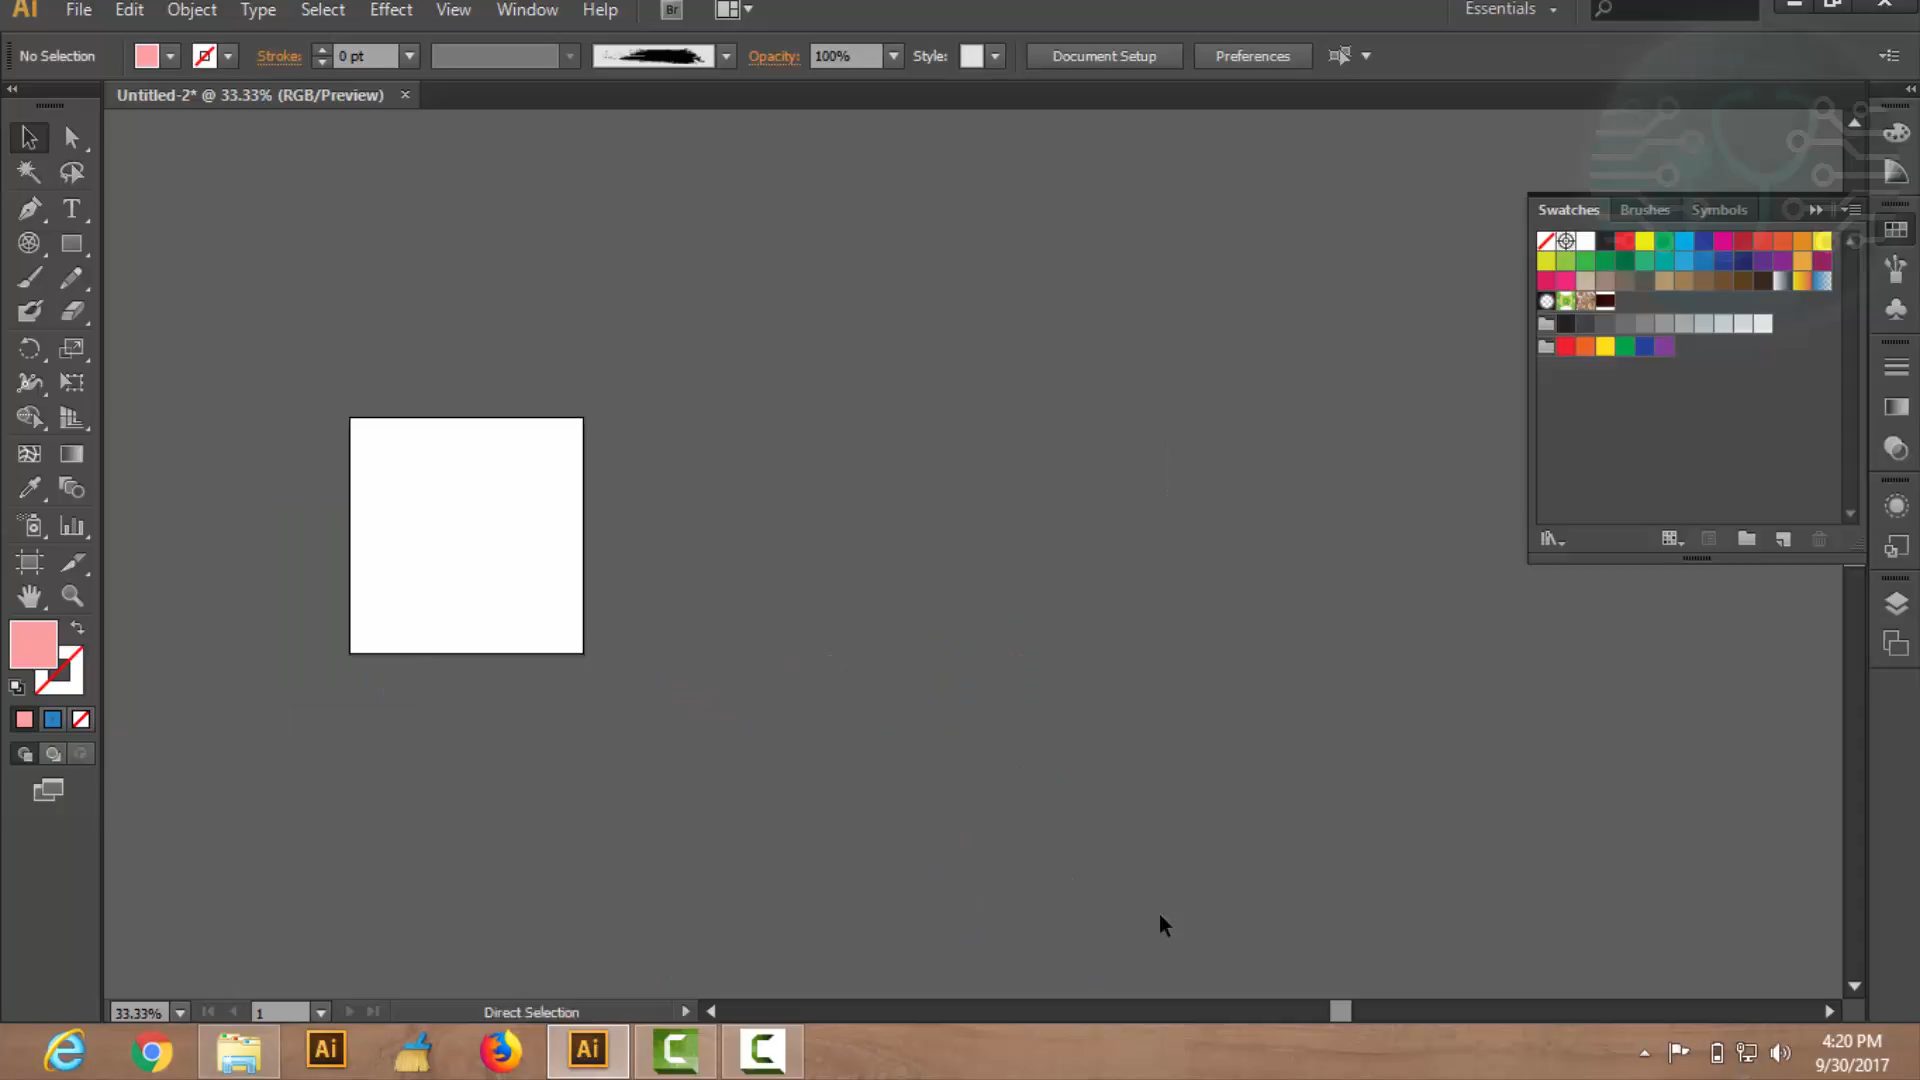 Ai File Edit Object Type Select Effect View Window Help Br Essentials
No Selection Stroke: 0 pt Opacity: 100% Style: Document Setup Preferences
Untitled-2* @ 33.33% (RGB/Preview)
Swatches Brushes Symbols
33.33% 1 Direct Selection
Ai Ai
4:20 PM
9/30/2017